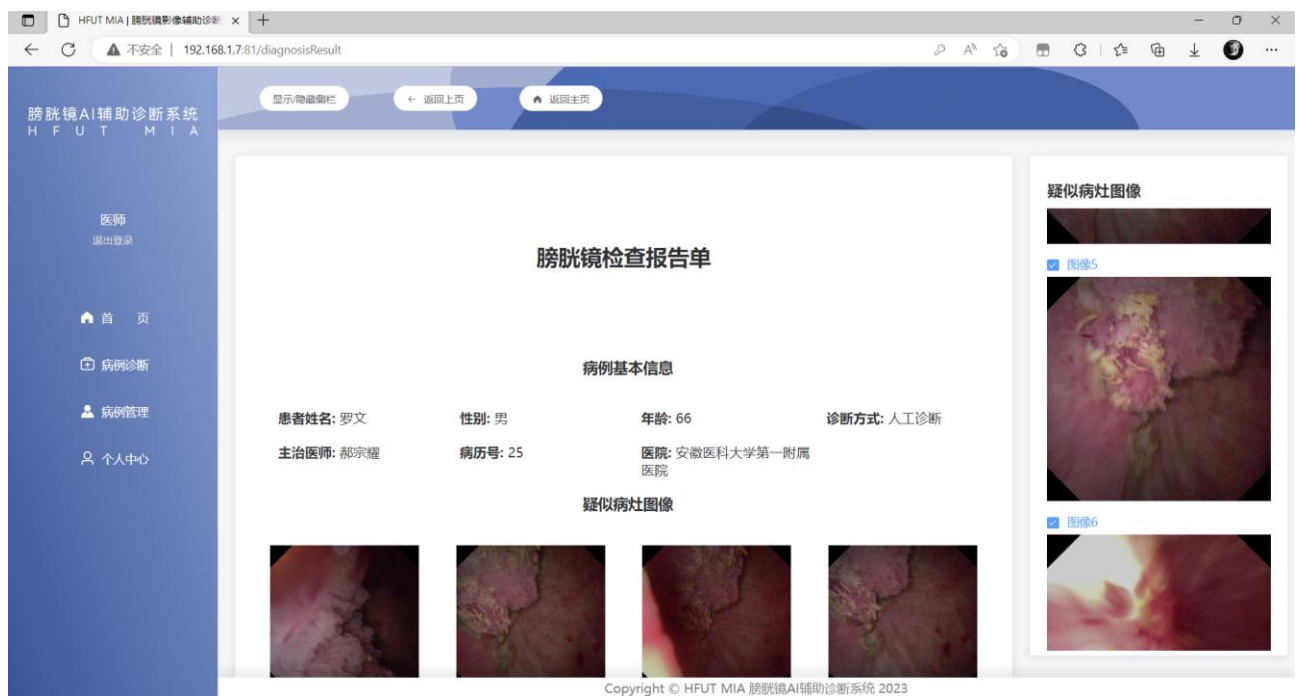 HFUT MIA | 膀胱镜影像辅助诊断
不安全 | 192.168.1.7:81/diagnosisResult
膀胱镜AI辅助诊断系统
HFUT MIA
显示/隐藏侧栏
返回上页
返回主页
医师
退出登录
首 页
病例诊断
病例管理
个人中心
膀胱镜检查报告单
病例基本信息
患者姓名: 罗文 性别: 男 年龄: 66 诊断方式: 人工诊断
主治医师: 郝宗耀 病历号: 25 医院: 安徽医科大学第一附属
医院
疑似病灶图像
疑似病灶图像
图像5
图像6
Copyright © HFUT MIA 膀胱镜AI辅助诊断系统 2023